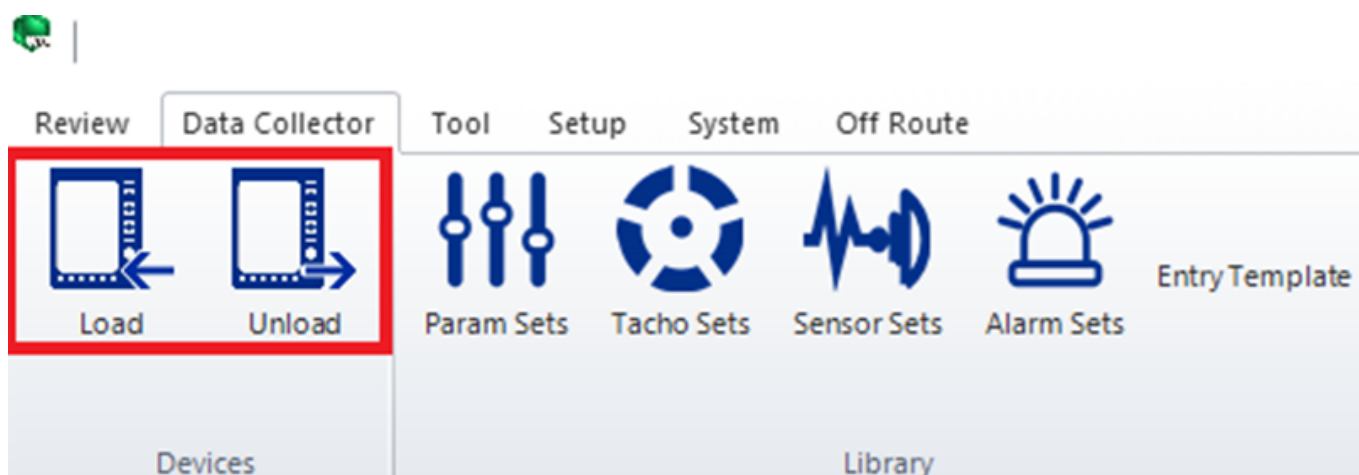 Review Data Collector Tool Setup System Off Route
Load Unload Param Sets Tacho Sets Sensor Sets Alarm Sets Entry Template
Devices Library